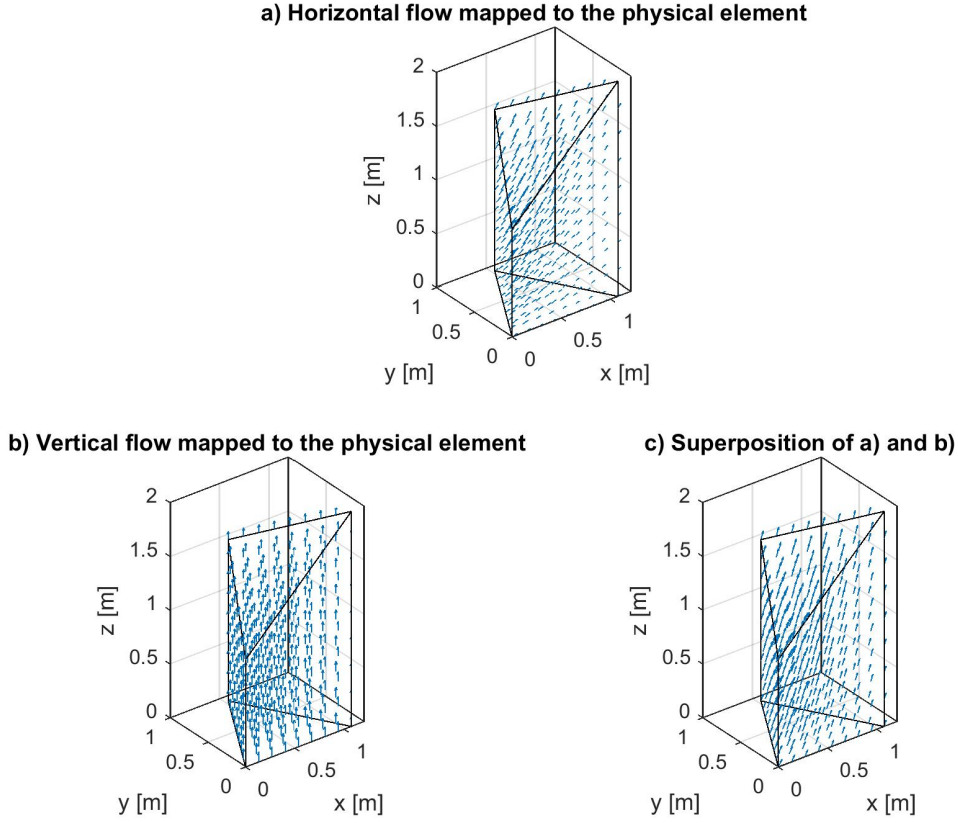 a) Horizontal flow mapped to the physical element
2
1.5
1
0.5
0
z [m]
1
0.5
0
y [m]
0
0.5
1
x [m]
b) Vertical flow mapped to the physical element
2
1.5
1
0.5
0
z [m]
1
0.5
0
y [m]
0
0.5
1
x [m]
c) Superposition of a) and b)
2
1.5
1
0.5
0
z [m]
1
0.5
0
y [m]
0
0.5
1
x [m]